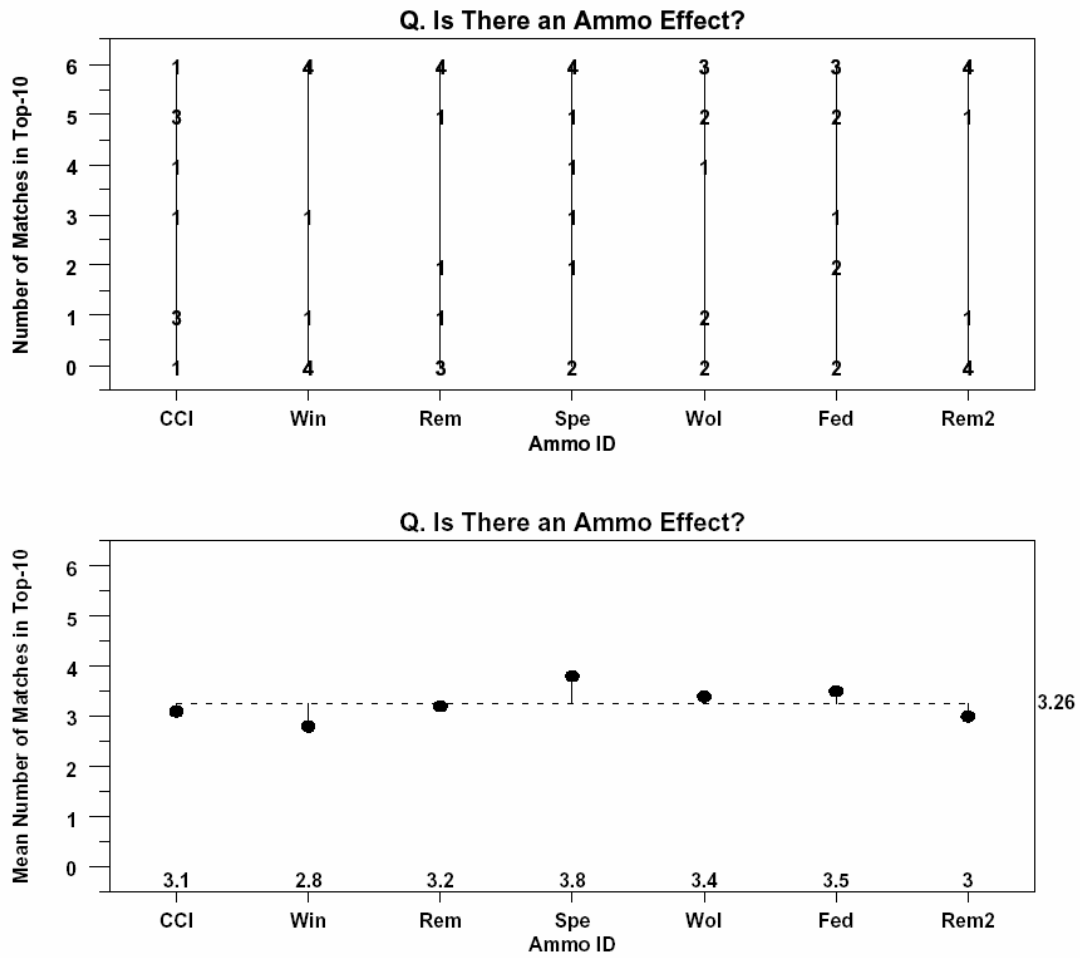 Q. Is There an Ammo Effect?
Number of Matches in Top-10
6 1 4 4 4 3 3 4
5 3 1 1 2 2 1
4 1 1 1
3 1 1 1 1
2 1 1 2
1 3 1 1 2 1
0 1 4 3 2 2 2 4
CCI Win Rem Spe Wol Fed Rem2
Ammo ID
Q. Is There an Ammo Effect?
Mean Number of Matches in Top-10
6
5
4
3
3.26
2
1
0
3.1 2.8 3.2 3.8 3.4 3.5 3
CCI Win Rem Spe Wol Fed Rem2
Ammo ID